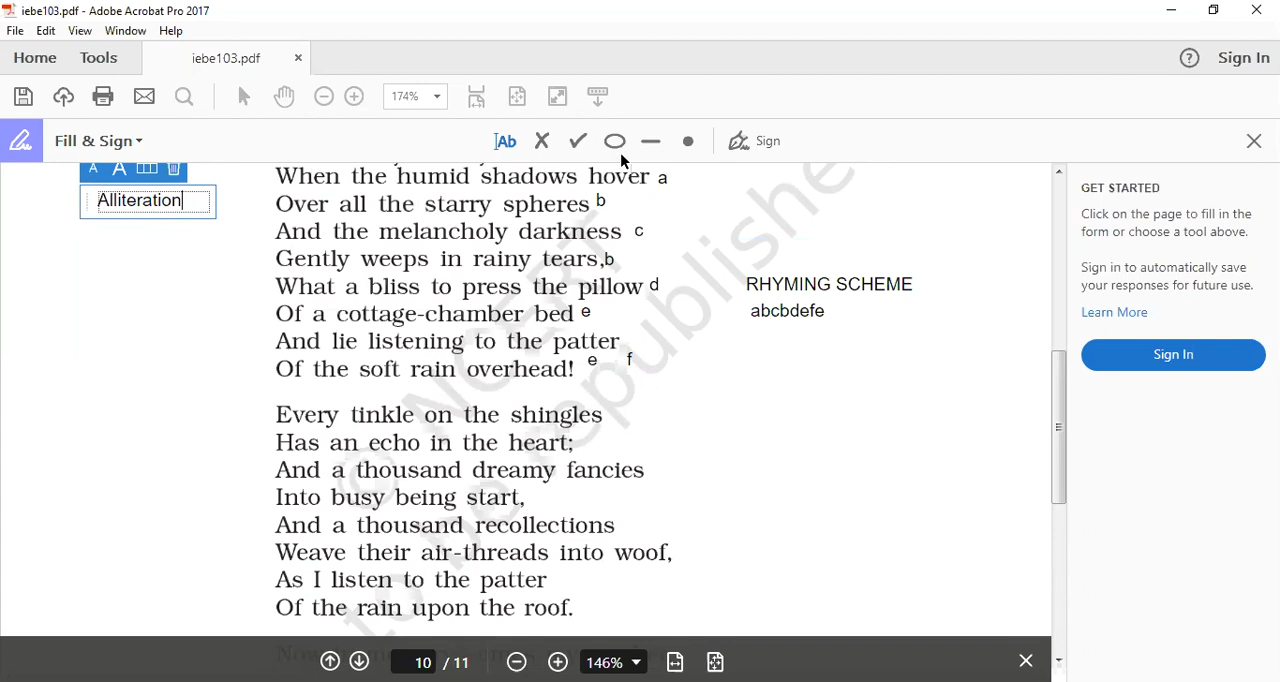 iebe103.pdf - Adobe Acrobat Pro 2017
File Edit View Window Help
Home Tools iebe103.pdf × ? Sign In
174%
Fill & Sign Ab Sign
A A
Alliteration
When the humid shadows hover a
Over all the starry spheres b
And the melancholy darkness c
Gently weeps in rainy tears, b
What a bliss to press the pillow d
Of a cottage-chamber bed e
And lie listening to the patter
Of the soft rain overhead! e f
RHYMING SCHEME
abcbdefe
Every tinkle on the shingles
Has an echo in the heart;
And a thousand dreamy fancies
Into busy being start,
And a thousand recollections
Weave their air-threads into woof,
As I listen to the patter
Of the rain upon the roof.
© NCERT
to be republishe
GET STARTED
Click on the page to fill in the
form or choose a tool above.
Sign in to automatically save
your responses for future use.
Learn More
Sign In
10 / 11 146%